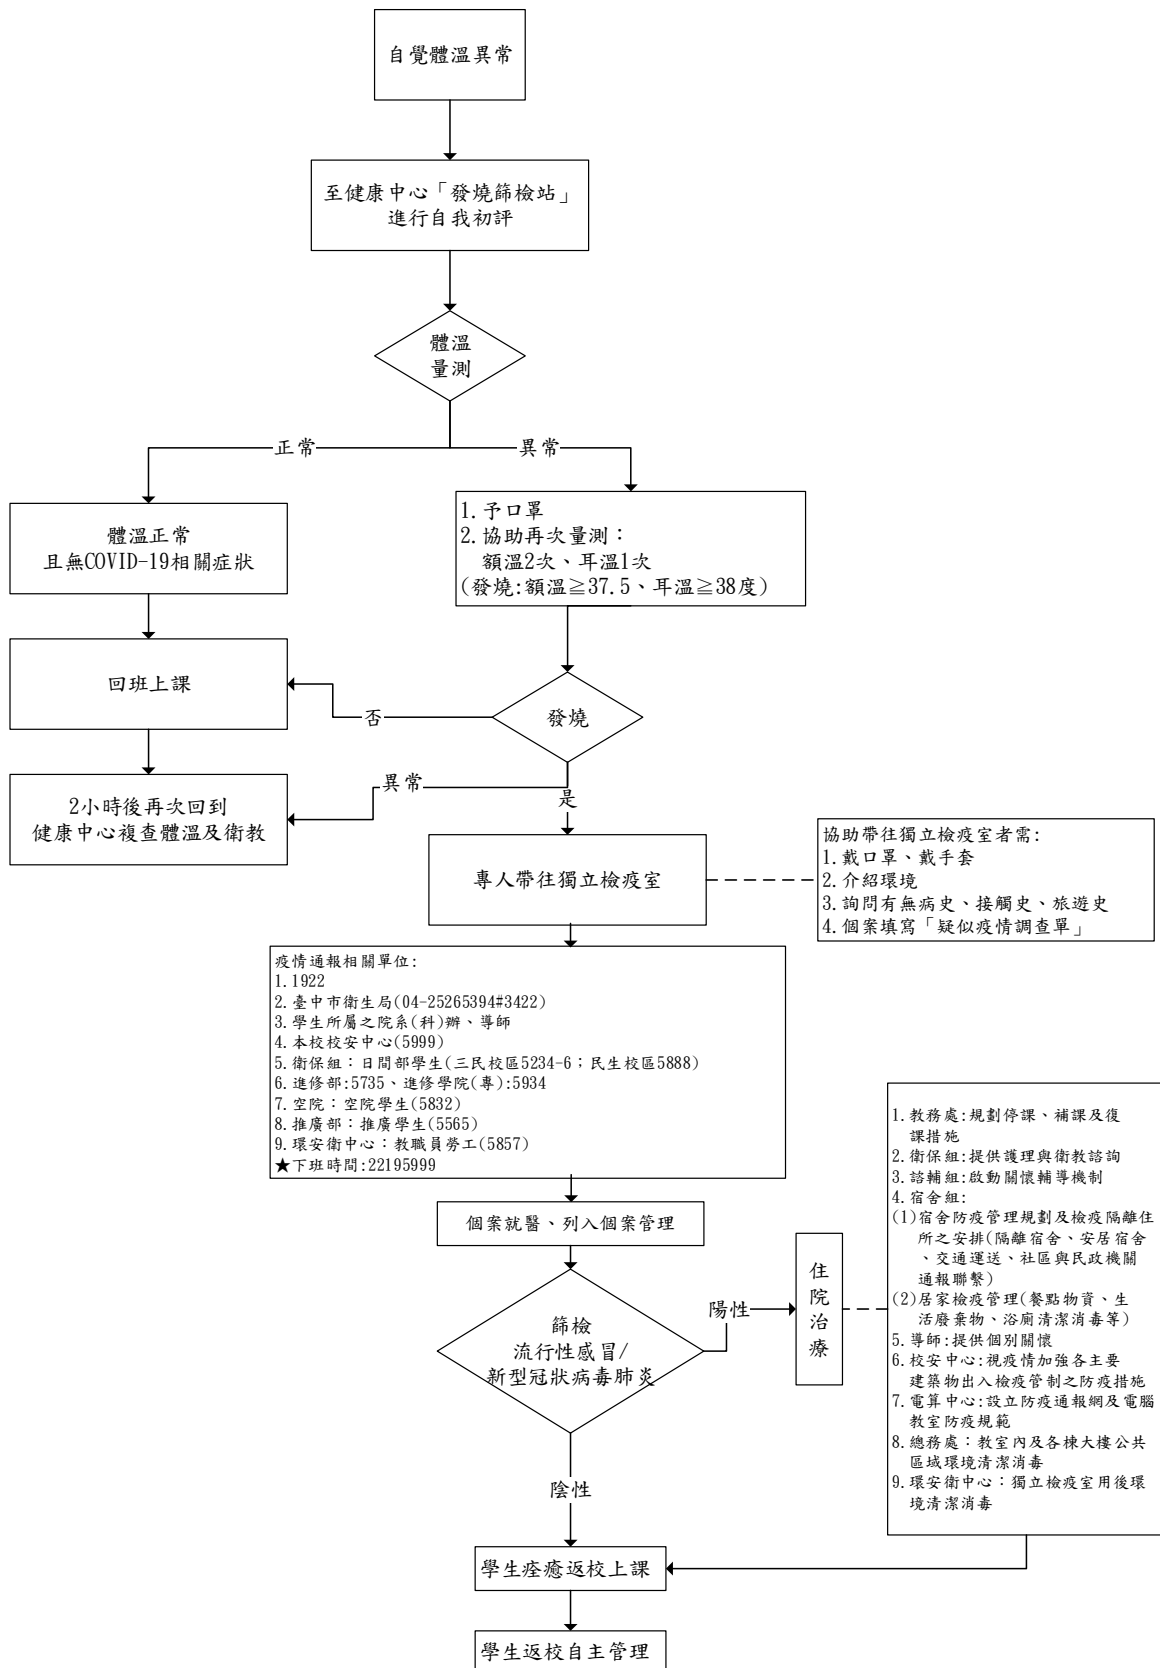 自覺體溫異常
至健康中心「發燒篩檢站」
進行自我初評
體溫
量測
正常
異常
體溫正常
且無COVID-19相關症狀
1.予口罩
2.協助再次量測：
額溫2次、耳溫1次
(發燒:額溫≧37.5、耳溫≧38度)
回班上課
否
發燒
異常
是
2小時後再次回到
健康中心複查體溫及衛教
專人帶往獨立檢疫室
協助帶往獨立檢疫室者需:
1.戴口罩、戴手套
2.介紹環境
3.詢問有無病史、接觸史、旅遊史
4.個案填寫「疑似疫情調查單」
疫情通報相關單位:
1.1922
2.臺中市衛生局(04-25265394#3422)
3.學生所屬之院系(科)辦、導師
4.本校校安中心(5999)
5.衛保組：日間部學生(三民校區5234-6；民生校區5888)
6.進修部:5735、進修學院(專):5934
7.空院：空院學生(5832)
8.推廣部：推廣學生(5565)
9.環安衛中心：教職員勞工(5857)
★下班時間:22195999
個案就醫、列入個案管理
篩檢
流行性感冒/
新型冠狀病毒肺炎
陽性
住
院
治
療
1.教務處:規劃停課、補課及復
課措施
2.衛保組:提供護理與衛教諮詢
3.諮輔組:啟動關懷輔導機制
4.宿舍組:
(1)宿舍防疫管理規劃及檢疫隔離住
所之安排(隔離宿舍、安居宿舍
、交通運送、社區與民政機關
通報聯繫)
(2)居家檢疫管理(餐點物資、生
活廢棄物、浴廁清潔消毒等)
5.導師:提供個別關懷
6.校安中心:視疫情加強各主要
建築物出入檢疫管制之防疫措施
7.電算中心:設立防疫通報網及電腦
教室防疫規範
8.總務處：教室內及各棟大樓公共
區域環境清潔消毒
9.環安衛中心：獨立檢疫室用後環
境清潔消毒
陰性
學生痊癒返校上課
學生返校自主管理